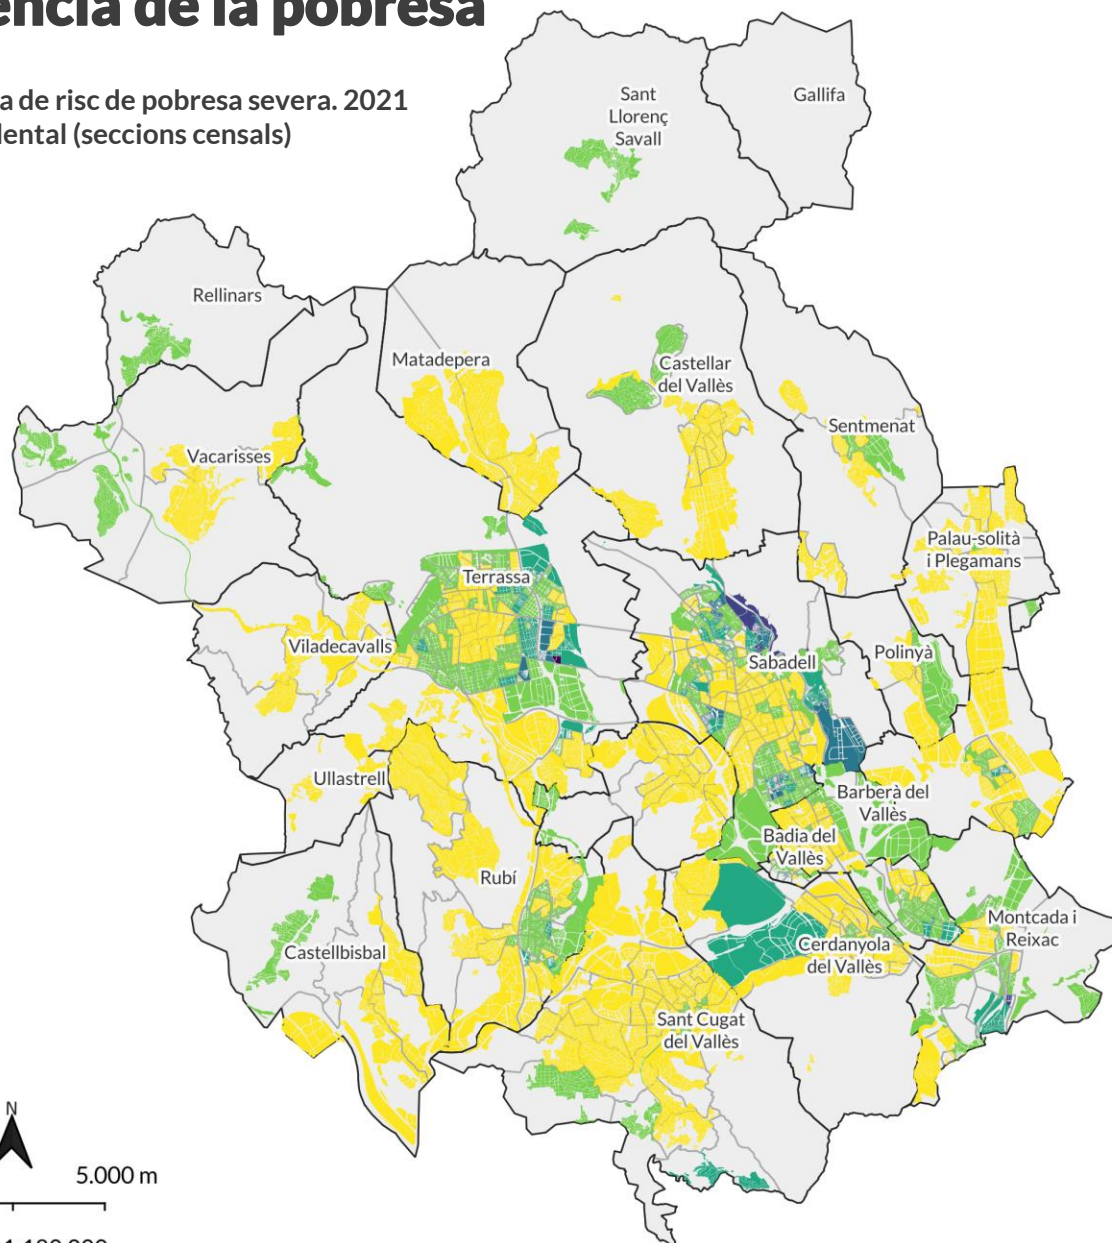 ència de la pobresa
a de risc de pobresa severa. 2021
dental (seccions censals)
Sant
Llorenç
Savall
Gallifa
Rellinars
Matadepera
Castellar
del Vallès
Sentmenat
Vacarisses
Palau-solità
i Plegamans
Terrassa
Viladecavalls
Sabadell
Polinyà
Ullastrell
Barberà del
Vallès
Badia del
Vallès
Rubí
Montcada i
Reixac
Castellbisbal
Cerdanyola
del Vallès
Sant Cugat
del Vallès
N
5.000 m